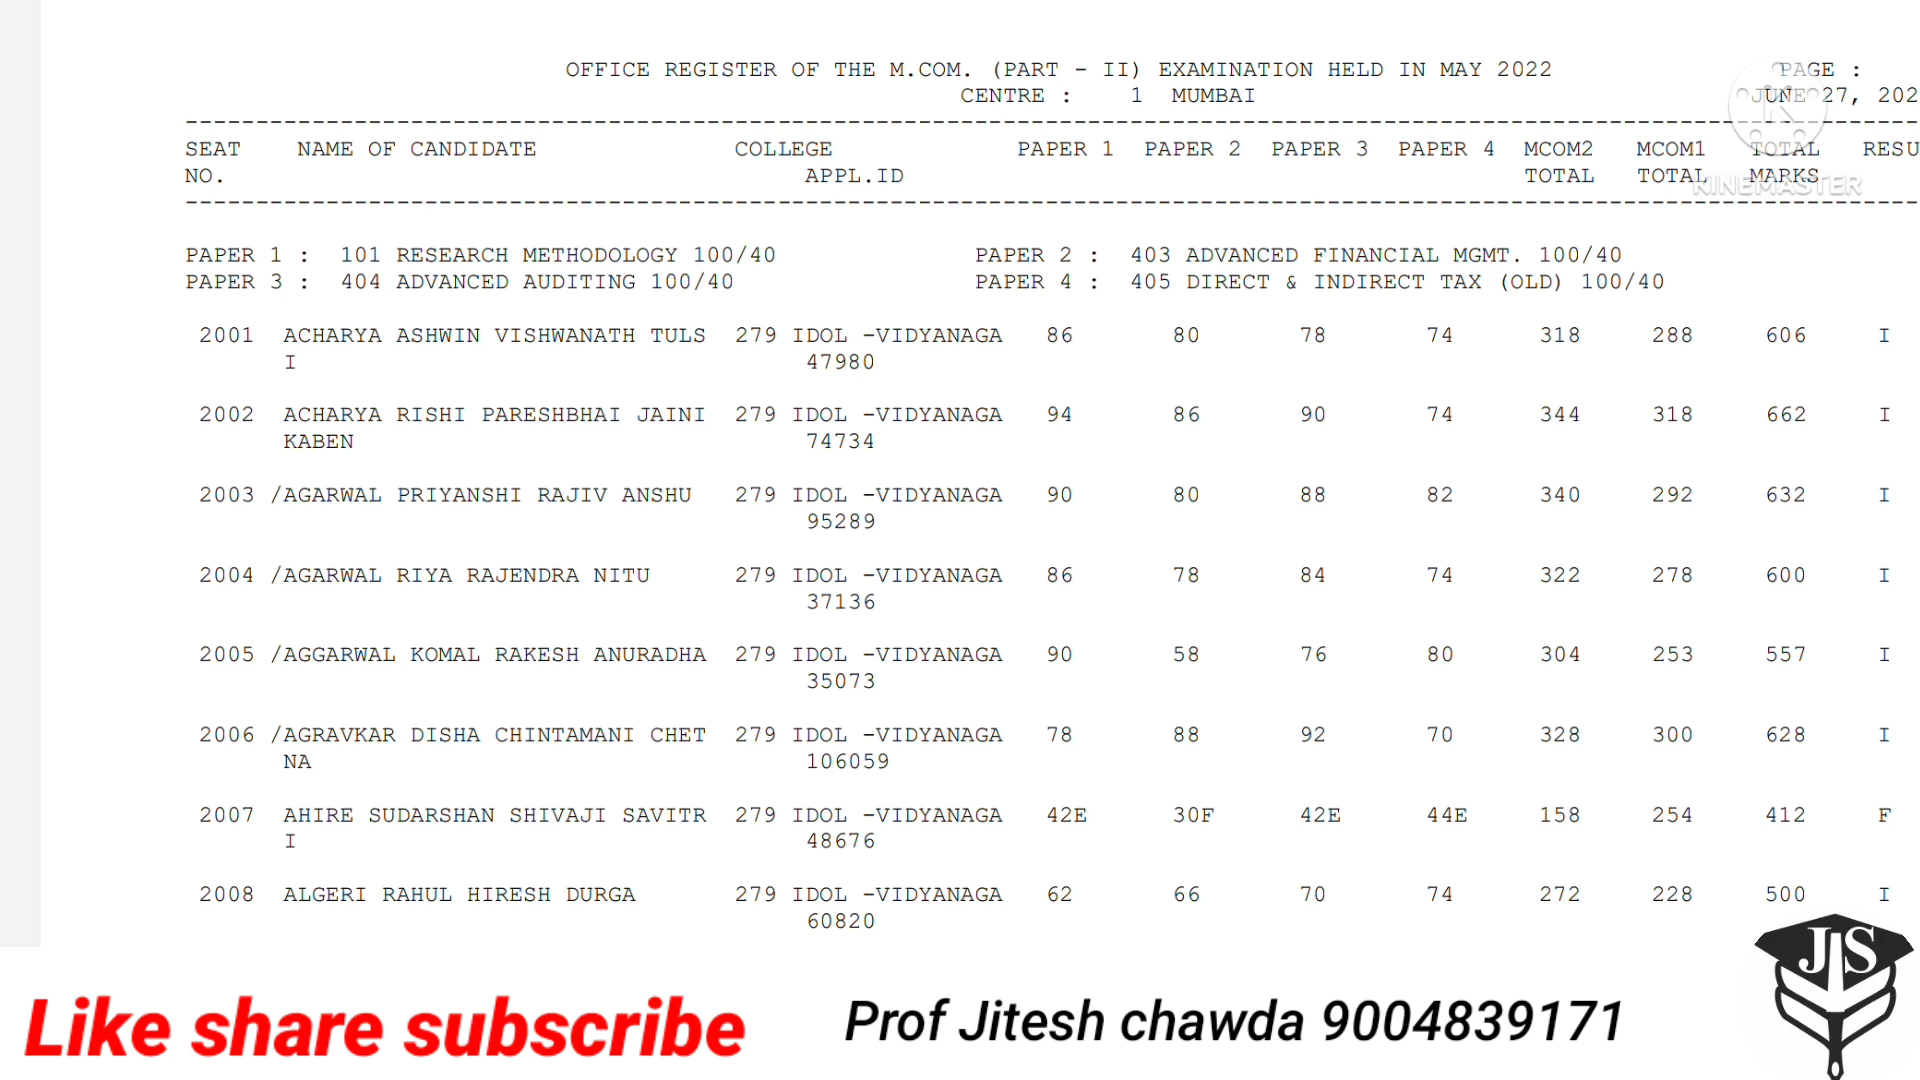 OFFICE REGISTER OF THE M.COM. (PART - II) EXAMINATION HELD IN MAY 2022 PAGE :
CENTRE : 1 MUMBAI JUNE 27, 202
SEAT NAME OF CANDIDATE COLLEGE PAPER 1 PAPER 2 PAPER 3 PAPER 4 MCOM2 MCOM1 TOTAL RESU
NO. APPL.ID TOTAL TOTAL MARKS
KINEMASTER
PAPER 1 : 101 RESEARCH METHODOLOGY 100/40 PAPER 2 : 403 ADVANCED FINANCIAL MGMT. 100/40
PAPER 3 : 404 ADVANCED AUDITING 100/40 PAPER 4 : 405 DIRECT & INDIRECT TAX (OLD) 100/40
2001 ACHARYA ASHWIN VISHWANATH TULS 279 IDOL -VIDYANAGA 86 80 78 74 318 288 606 I
I 47980
2002 ACHARYA RISHI PARESHBHAI JAINI 279 IDOL -VIDYANAGA 94 86 90 74 344 318 662 I
KABEN 74734
2003 /AGARWAL PRIYANSHI RAJIV ANSHU 279 IDOL -VIDYANAGA 90 80 88 82 340 292 632 I
95289
2004 /AGARWAL RIYA RAJENDRA NITU 279 IDOL -VIDYANAGA 86 78 84 74 322 278 600 I
37136
2005 /AGGARWAL KOMAL RAKESH ANURADHA 279 IDOL -VIDYANAGA 90 58 76 80 304 253 557 I
35073
2006 /AGRAVKAR DISHA CHINTAMANI CHET 279 IDOL -VIDYANAGA 78 88 92 70 328 300 628 I
NA 106059
2007 AHIRE SUDARSHAN SHIVAJI SAVITR 279 IDOL -VIDYANAGA 42E 30F 42E 44E 158 254 412 F
I 48676
2008 ALGERI RAHUL HIRESH DURGA 279 IDOL -VIDYANAGA 62 66 70 74 272 228 500 I
60820
JS
Like share subscribe Prof Jitesh chawda 9004839171